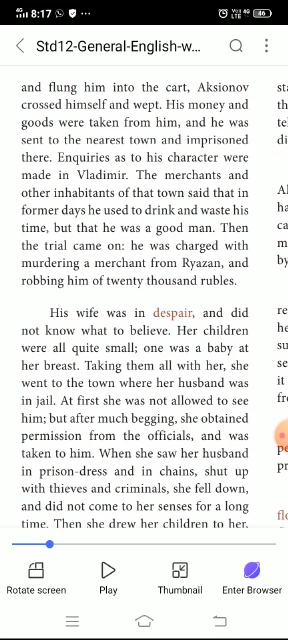 4G 8:17
Vo)) 4G LTE 46
Std12-General-English-w...
and flung him into the cart, Aksionov
crossed himself and wept. His money and
goods were taken from him, and he was
sent to the nearest town and imprisoned
there. Enquiries as to his character were
made in Vladimir. The merchants and
other inhabitants of that town said that in
former days he used to drink and waste his
time, but that he was a good man. Then
the trial came on: he was charged with
murdering a merchant from Ryazan, and
robbing him of twenty thousand rubles.
His wife was in despair, and did
not know what to believe. Her children
were all quite small; one was a baby at
her breast. Taking them all with her, she
went to the town where her husband was
in jail. At first she was not allowed to see
him; but after much begging, she obtained
permission from the officials, and was
taken to him. When she saw her husband
in prison-dress and in chains, shut up
with thieves and criminals, she fell down,
and did not come to her senses for a long
time. Then she drew her children to her,
Rotate screen
Play
Thumbnail
Enter Browser